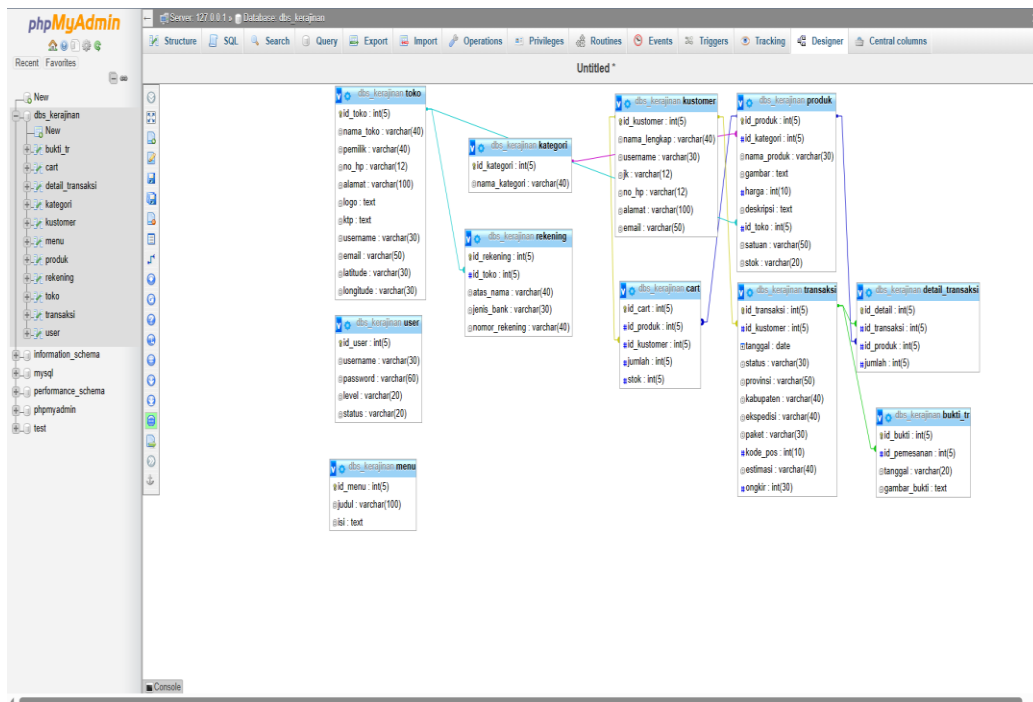 phpMyAdmin
Recent Favorites
New
dbs_kerajinan
New
bukti_tr
cart
detail_transaksi
kategori
kustomer
menu
produk
rekening
toko
transaksi
user
information_schema
mysql
performance_schema
phpmyadmin
test
Server: 127.0.0.1 » Database: dbs_kerajinan
Structure SQL Search Query Export Import Operations Privileges Routines Events Triggers Tracking Designer Central columns
Untitled *
dbs_kerajinan toko
id_toko : int(5)
nama_toko : varchar(40)
pemilik : varchar(40)
no_hp : varchar(12)
alamat : varchar(100)
logo : text
ktp : text
username : varchar(30)
email : varchar(50)
latitude : varchar(30)
longitude : varchar(30)
dbs_kerajinan user
id_user : int(5)
username : varchar(30)
password : varchar(60)
level : varchar(20)
status : varchar(20)
dbs_kerajinan menu
id_menu : int(5)
judul : varchar(100)
isi : text
dbs_kerajinan kategori
id_kategori : int(5)
nama_kategori : varchar(40)
dbs_kerajinan rekening
id_rekening : int(5)
id_toko : int(5)
atas_nama : varchar(40)
jenis_bank : varchar(30)
nomor_rekening : varchar(40)
dbs_kerajinan kustomer
id_kustomer : int(5)
nama_lengkap : varchar(40)
username : varchar(30)
jk : varchar(12)
no_hp : varchar(12)
alamat : varchar(100)
email : varchar(50)
dbs_kerajinan cart
id_cart : int(5)
id_produk : int(5)
id_kustomer : int(5)
jumlah : int(5)
stok : int(5)
dbs_kerajinan produk
id_produk : int(5)
id_kategori : int(5)
nama_produk : varchar(30)
gambar : text
harga : int(10)
deskripsi : text
id_toko : int(5)
satuan : varchar(50)
stok : varchar(20)
dbs_kerajinan transaksi
id_transaksi : int(5)
id_kustomer : int(5)
tanggal : date
status : varchar(30)
provinsi : varchar(50)
kabupaten : varchar(40)
ekspedisi : varchar(40)
paket : varchar(30)
kode_pos : int(10)
estimasi : varchar(40)
ongkir : int(30)
dbs_kerajinan detail_transaksi
id_detail : int(5)
id_transaksi : int(5)
id_produk : int(5)
jumlah : int(5)
dbs_kerajinan bukti_tr
id_bukti : int(5)
id_pemesanan : int(5)
tanggal : varchar(20)
gambar_bukti : text
Console